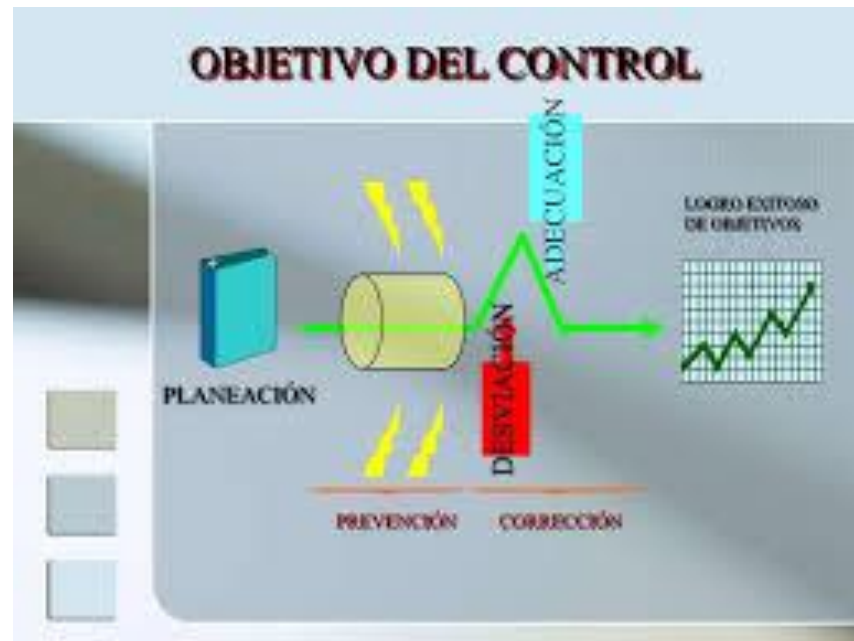 OBJETIVO DEL CONTROL
ADECUACIÓN
LOGRO EXITOSO
DE OBJETIVOS
PLANEACIÓN
DESVIACIÓN
PREVENCIÓN
CORRECCIÓN